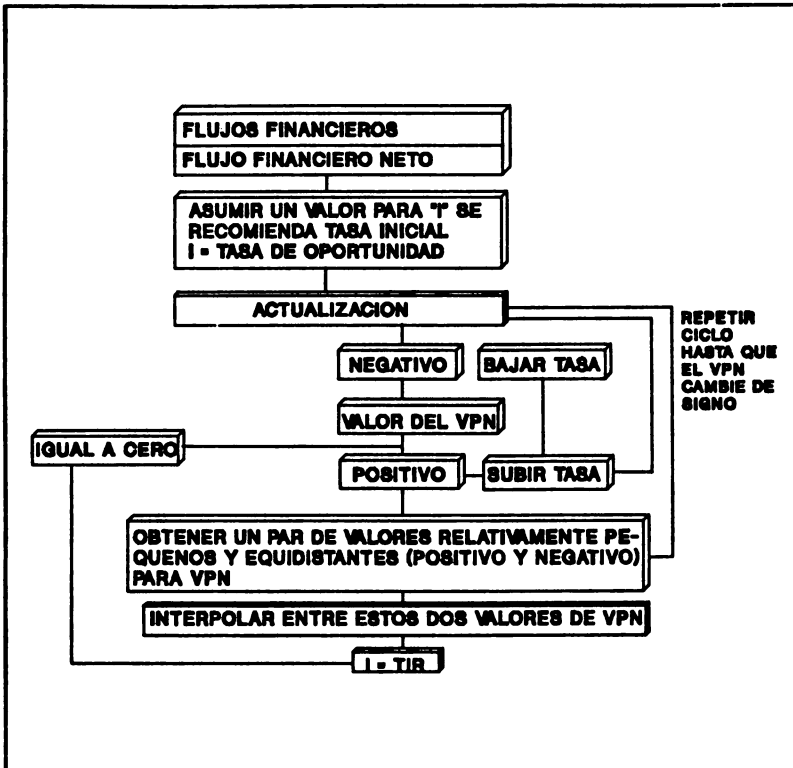 FLUJOS FINANCIEROS
FLUJO FINANCIERO NETO
ASUMIR UN VALOR PARA "I" SE
RECOMIENDA TASA INICIAL
I = TASA DE OPORTUNIDAD
ACTUALIZACION
REPETIR
CICLO
HASTA QUE
EL VPN
CAMBIE DE
SIGNO
NEGATIVO
BAJAR TASA
VALOR DEL VPN
IGUAL A CERO
POSITIVO
SUBIR TASA
OBTENER UN PAR DE VALORES RELATIVAMENTE PE-
QUENOS Y EQUIDISTANTES (POSITIVO Y NEGATIVO)
PARA VPN
INTERPOLAR ENTRE ESTOS DOS VALORES DE VPN
I = TIR